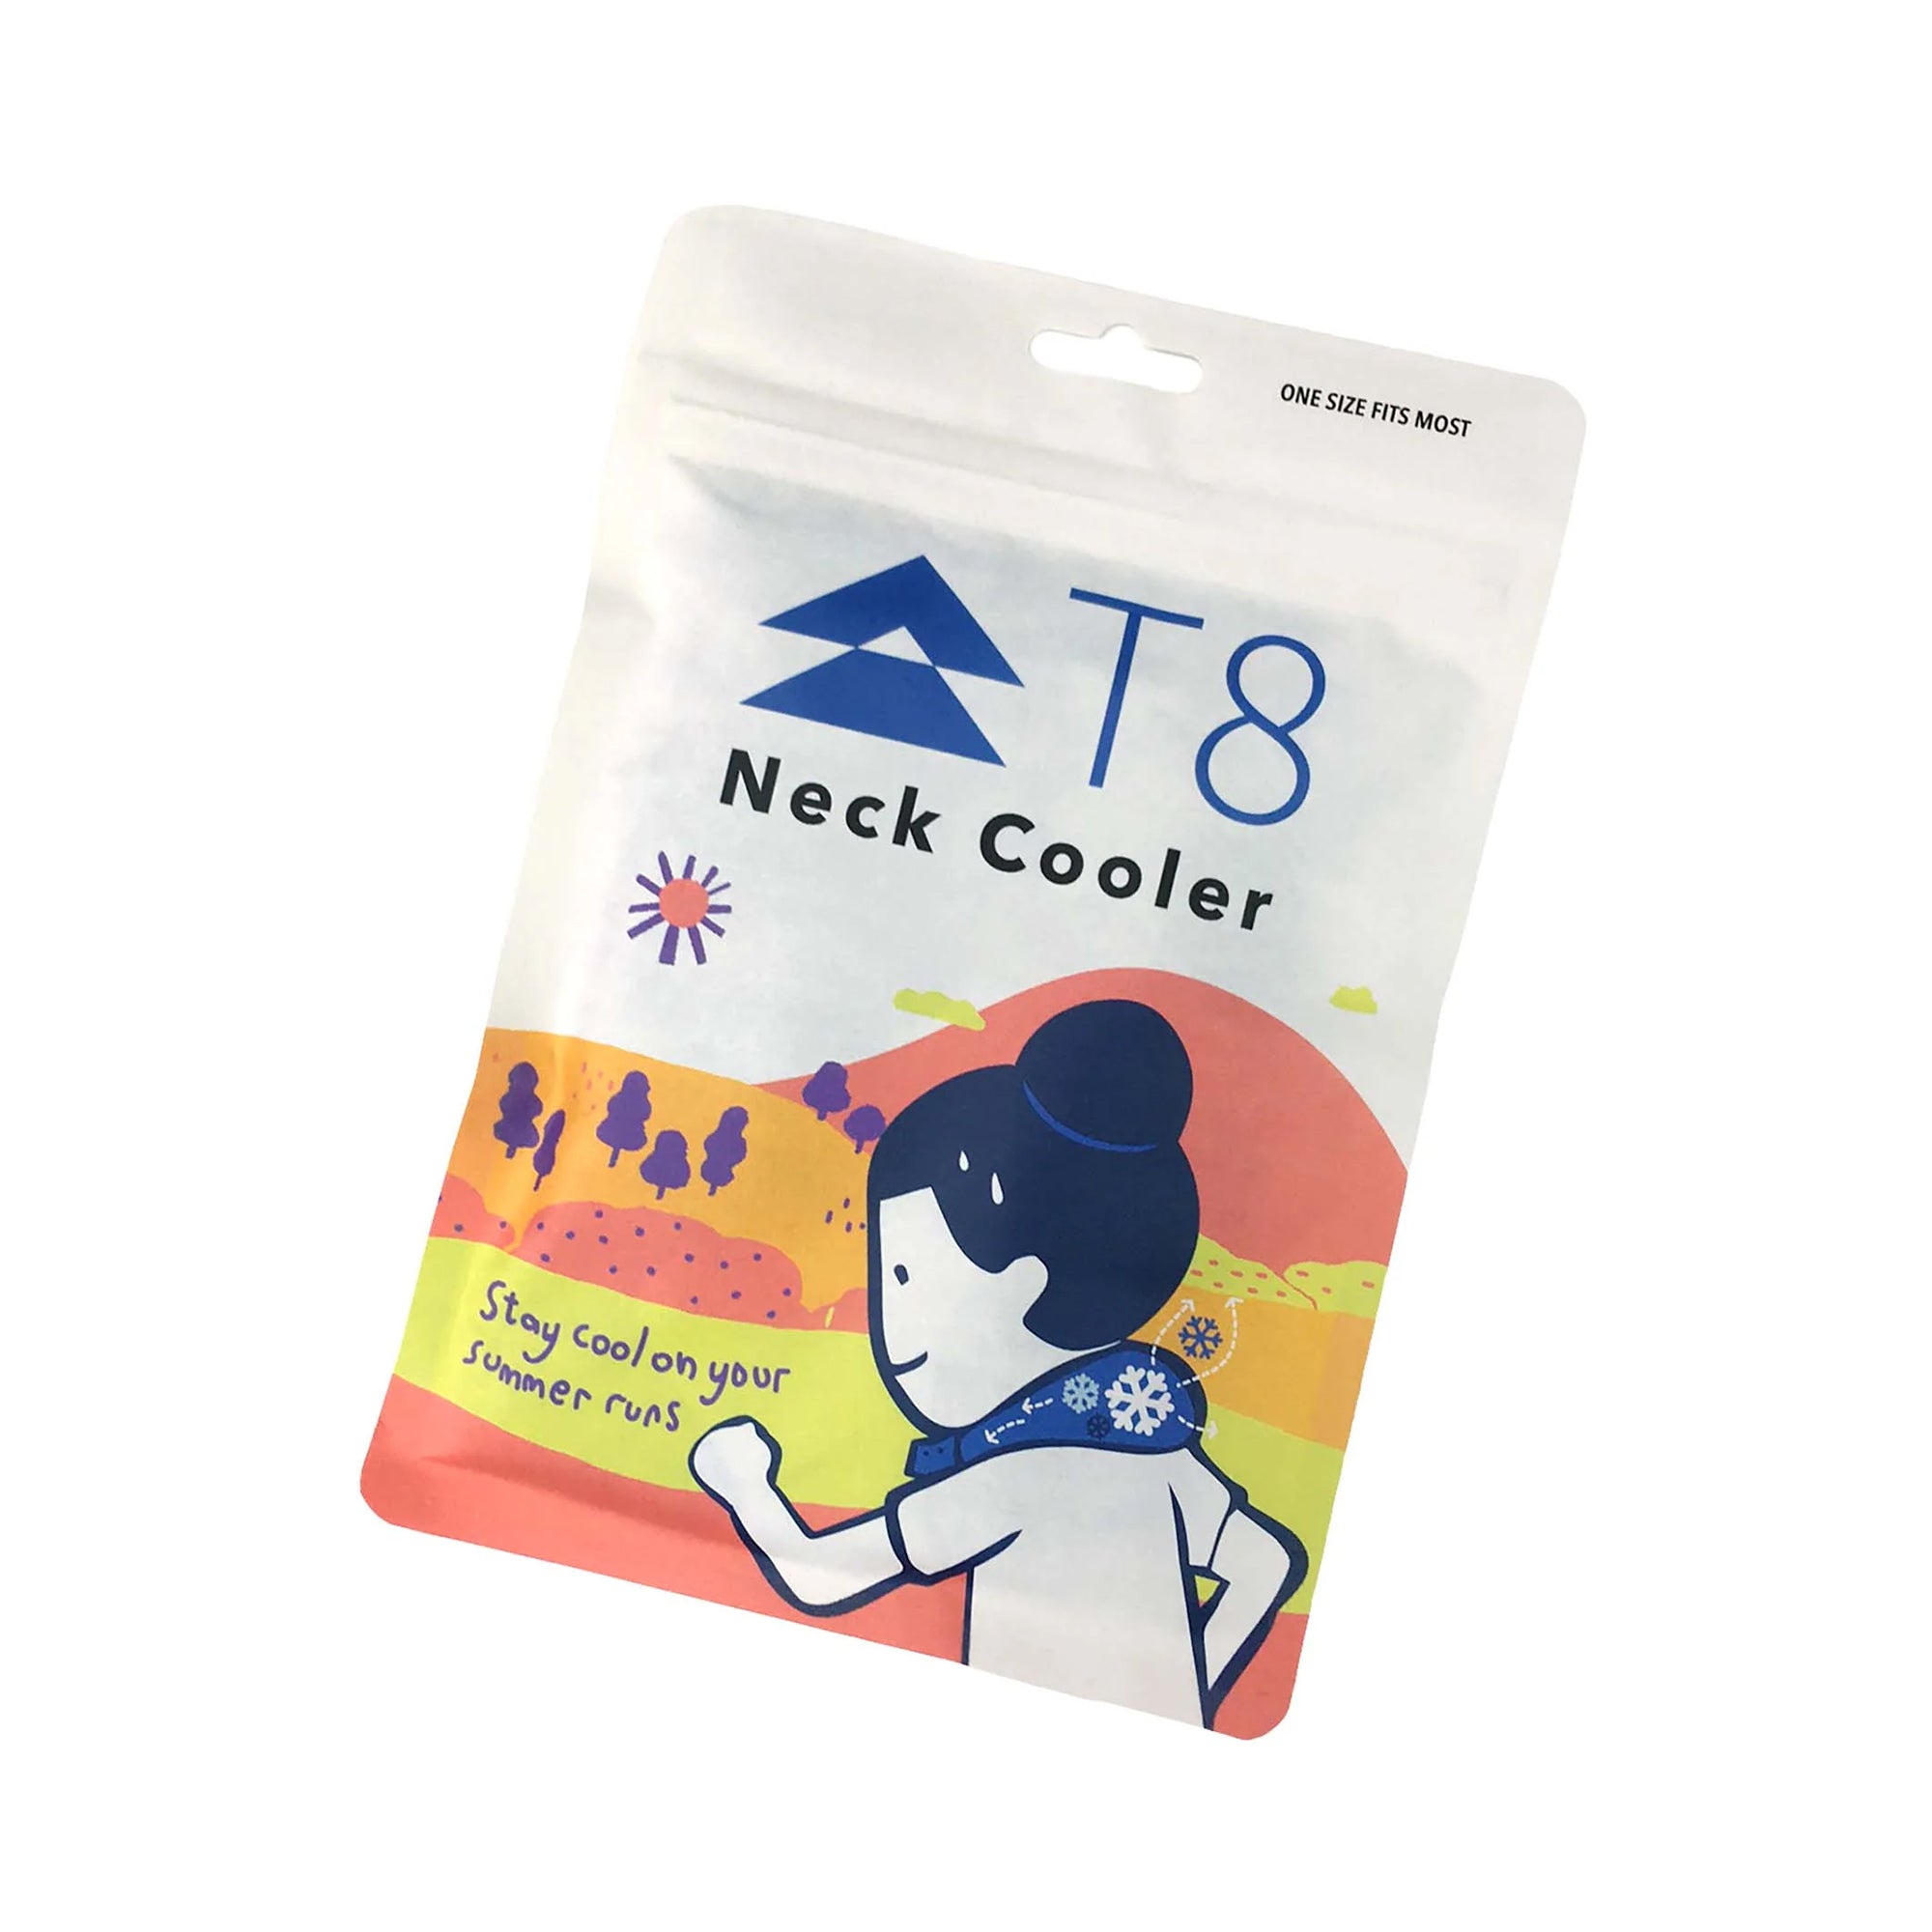 ONE SIZE FITS MOST
T8
Neck Cooler
Stay cool on your
summer runs